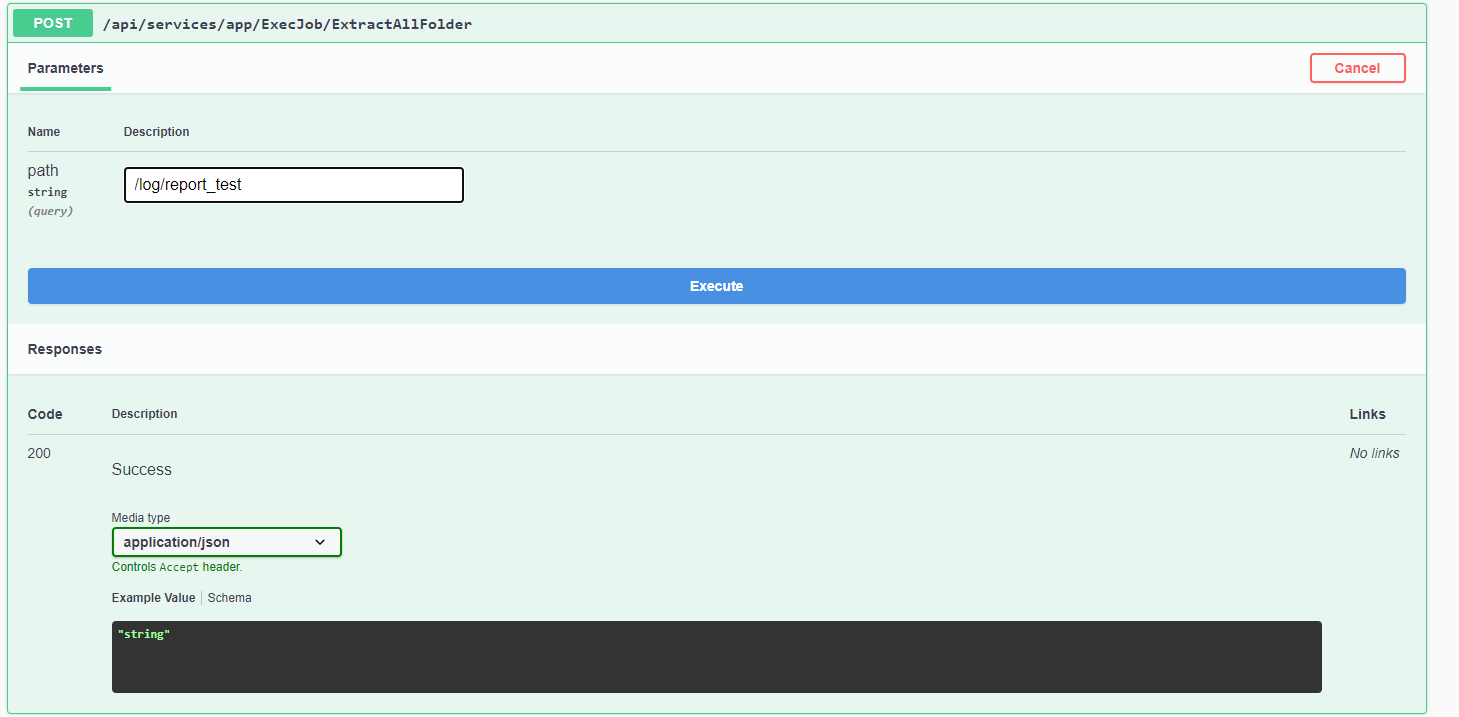 POST /api/services/app/ExecJob/ExtractAllFolder
Parameters Cancel
Name Description
path
string
(query)
/log/report_test
Execute
Responses
Code Description Links
200 Success No links
Media type
application/json
Controls Accept header.
Example Value Schema
"string"